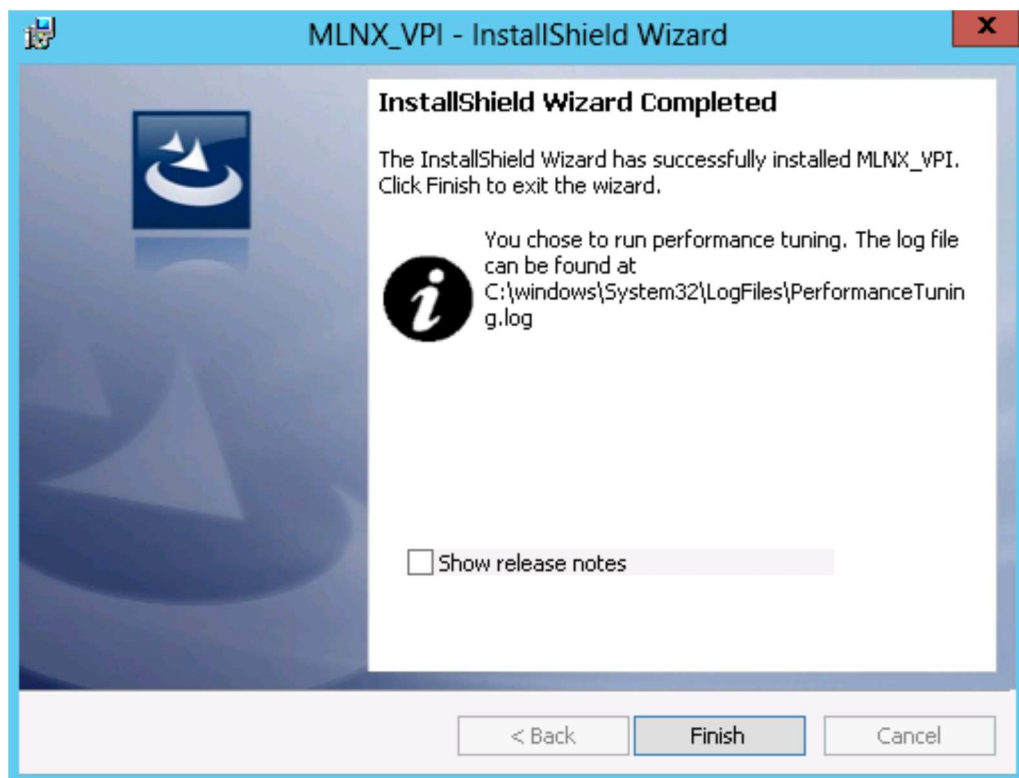 MLNX_VPI - InstallShield Wizard
x
InstallShield Wizard Completed
The InstallShield Wizard has successfully installed MLNX_VPI.
Click Finish to exit the wizard.
You chose to run performance tuning. The log file
can be found at
C:\windows\System32\LogFiles\PerformanceTunin
g.log
Show release notes
< Back
Finish
Cancel